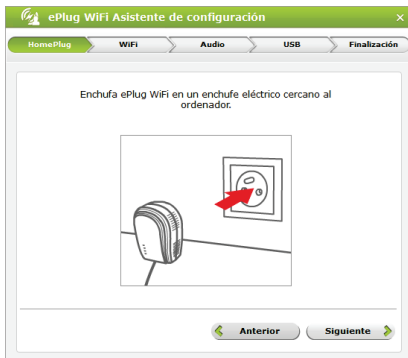 ePlug WiFi Asistente de configuración
HomePlug WiFi Audio USB Finalización
Enchufa ePlug WiFi en un enchufe eléctrico cercano al
ordenador.
Anterior Siguiente